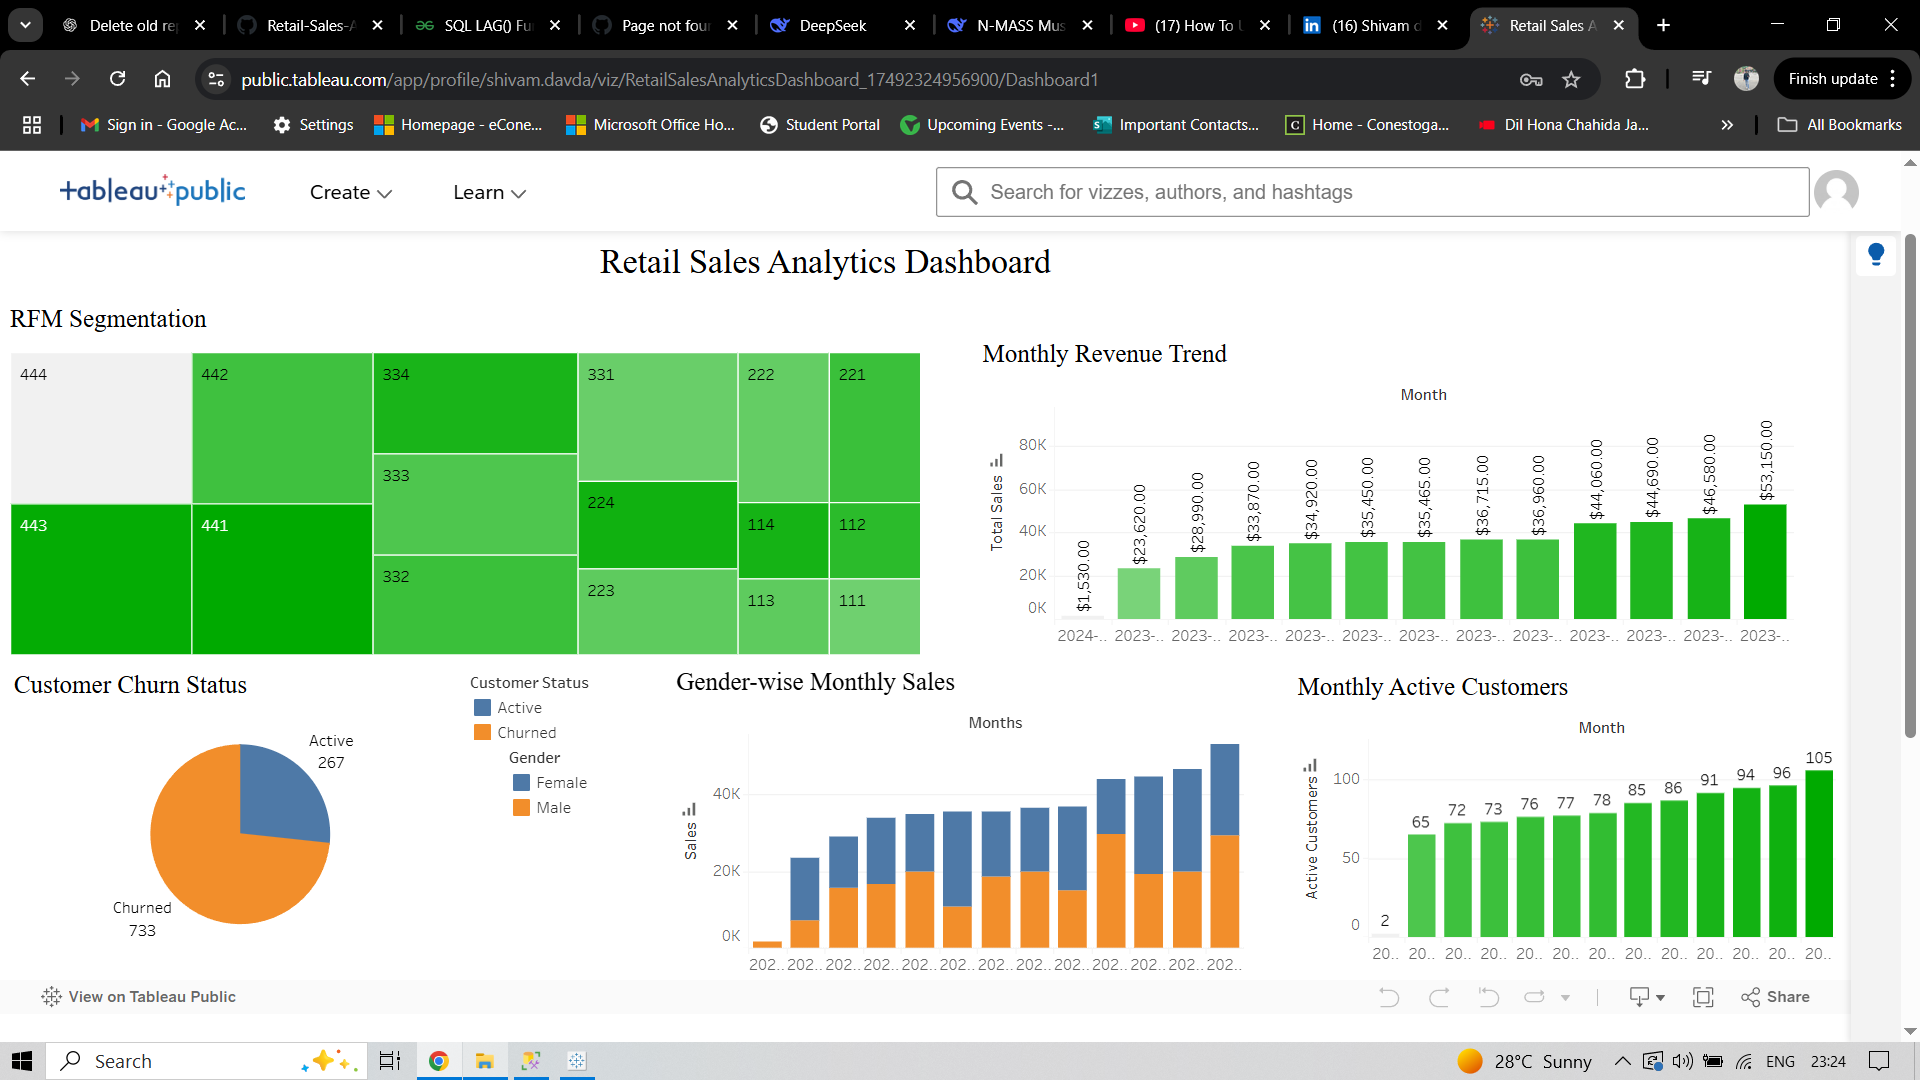 Delete old re
Retail-Sales-A
SQL LAG() Fu
Page not fou
DeepSeek
N-MASS Mus
(17) How To U
(16) Shivam d
Retail Sales A
public.tableau.com/app/profile/shivam.davda/viz/RetailSalesAnalyticsDashboard_17492324956900/Dashboard1
Finish update
Sign in - Google Ac...
Settings
Homepage - eCone...
Microsoft Office Ho...
Student Portal
Upcoming Events -...
Important Contacts...
Home - Conestoga...
Dil Hona Chahida Ja...
All Bookmarks
tableau public
Create
Learn
Search for vizzes, authors, and hashtags
Retail Sales Analytics Dashboard
RFM Segmentation
444
442
334
331
222
221
333
224
443
441
114
112
332
223
113
111
Monthly Revenue Trend
Month
Total Sales
80K
60K
40K
20K
0K
$1,530.00
$23,620.00
$28,990.00
$33,870.00
$34,920.00
$35,450.00
$35,465.00
$36,715.00
$36,960.00
$44,060.00
$44,690.00
$46,580.00
$53,150.00
2024-.. 2023-.. 2023-.. 2023-.. 2023-.. 2023-.. 2023-.. 2023-.. 2023-.. 2023-.. 2023-.. 2023-.. 2023-..
Customer Churn Status
Active
267
Churned
733
Customer Status
Active
Churned
Gender
Female
Male
Gender-wise Monthly Sales
Months
Sales
40K
20K
0K
202.. 202.. 202.. 202.. 202.. 202.. 202.. 202.. 202.. 202.. 202.. 202.. 202..
Monthly Active Customers
Month
Active Customers
100
50
0
2
65
72
73
76
77
78
85
86
91
94
96
105
20.. 20.. 20.. 20.. 20.. 20.. 20.. 20.. 20.. 20.. 20.. 20.. 20..
View on Tableau Public
Share
Search
28°C Sunny
ENG
23:24